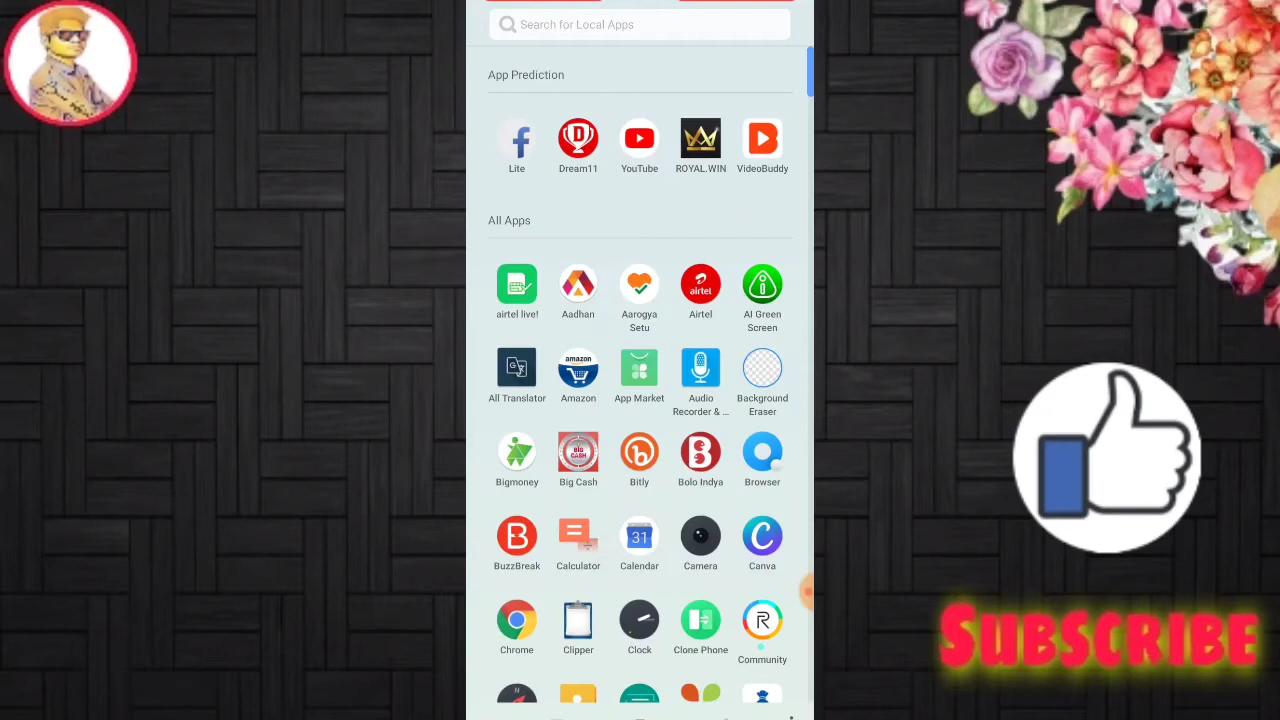 Search for Local Apps
App Prediction
Lite
Dream11
YouTube
ROYAL.WIN
VideoBuddy
All Apps
airtel
airtel live!
Aadhan
Aarogya
Setu
Airtel
AI Green
Screen
amazon
All Translator
Amazon
App Market
Audio
Recorder & ...
Background
Eraser
BIG
CASH
Bigmoney
Big Cash
Bitly
Bolo Indya
Browser
31
BuzzBreak
Calculator
Calendar
Camera
Canva
Chrome
Clipper
Clock
Clone Phone
Community
SUBSCRIBE